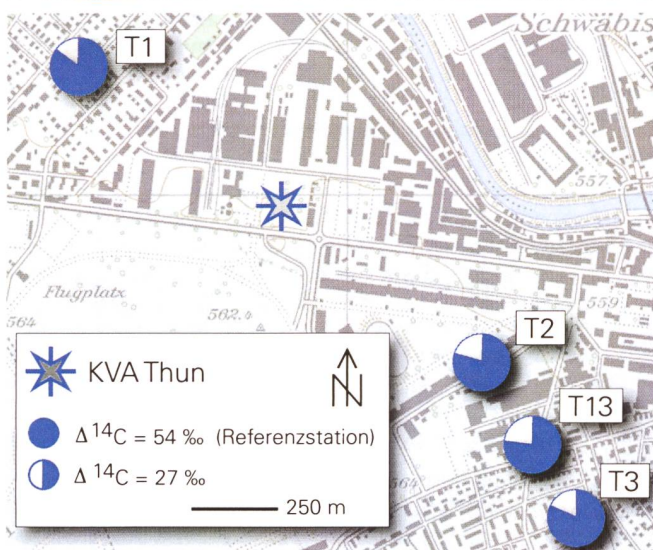 Schwabis
T1
557
Flugplatz
562.4
564
559
T2
T13
T3
564
KVA Thun
N
Δ 14C = 54 ‰ (Referenzstation)
Δ 14C = 27 ‰
250 m